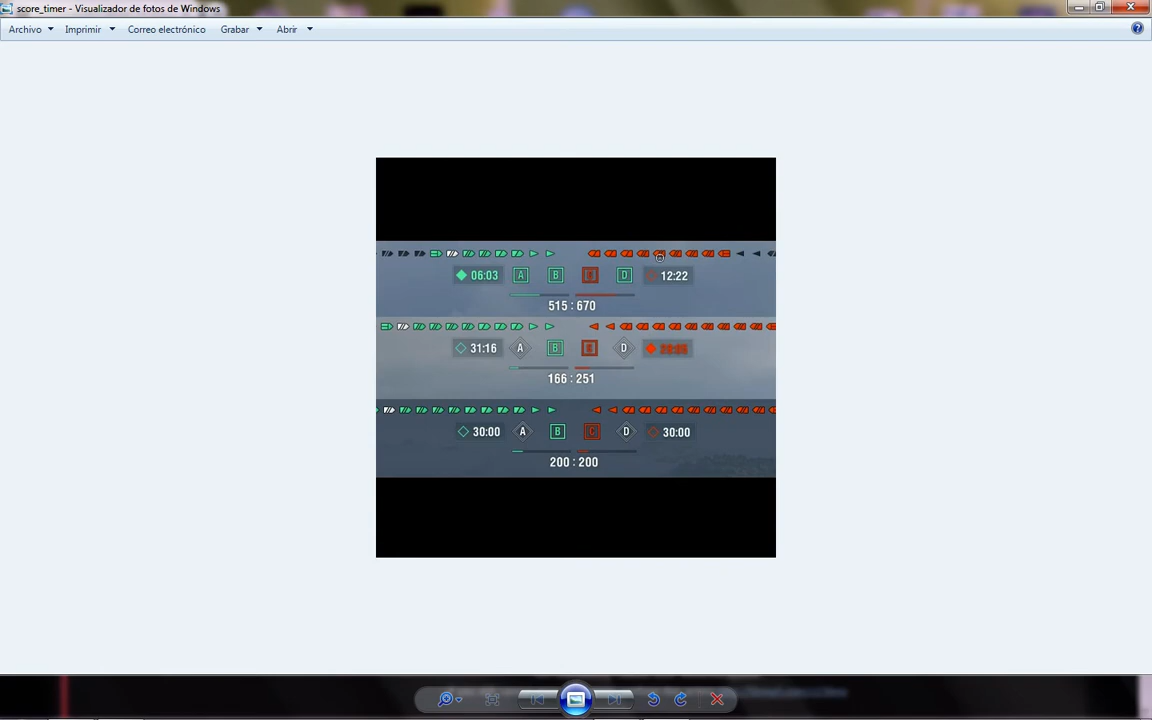 score_timer - Visualizador de fotos de Windows
Archivo Imprimir Correo electrónico Grabar Abrir
06:03 A B D 12:22
515 : 670
31:16 A B D
166 : 251
30:00 A B C D 30:00
200 : 200